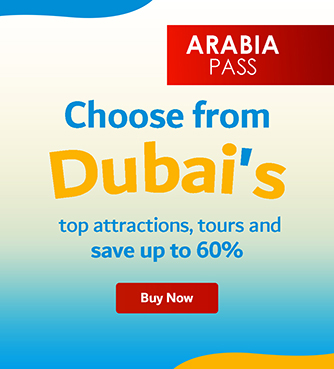 ARABIA
PASS
Choose from
Dubai's
top attractions, tours and
save up to 60%
Buy Now